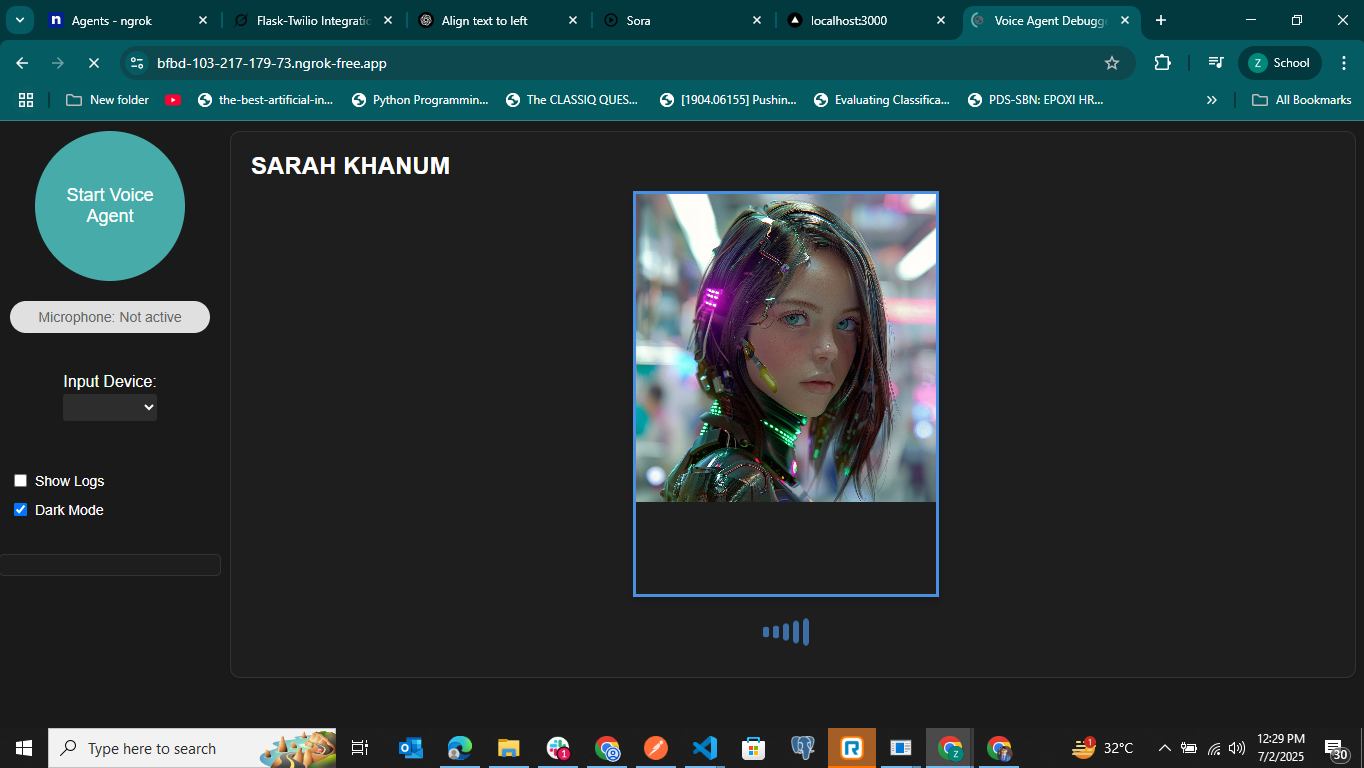 Agents - ngrok
Flask-Twilio Integratic
Align text to left
Sora
localhost:3000
Voice Agent Debugge
bfbd-103-217-179-73.ngrok-free.app
Z School
New folder
the-best-artificial-in...
Python Programmin...
The CLASSIQ QUES...
[1904.06155] Pushin...
Evaluating Classifica...
PDS-SBN: EPOXI HR...
All Bookmarks
Start Voice
Agent
Microphone: Not active
Input Device:
Show Logs
Dark Mode
SARAH KHANUM
Type here to search
1
Z
1
32°C
12:29 PM
7/2/2025
30